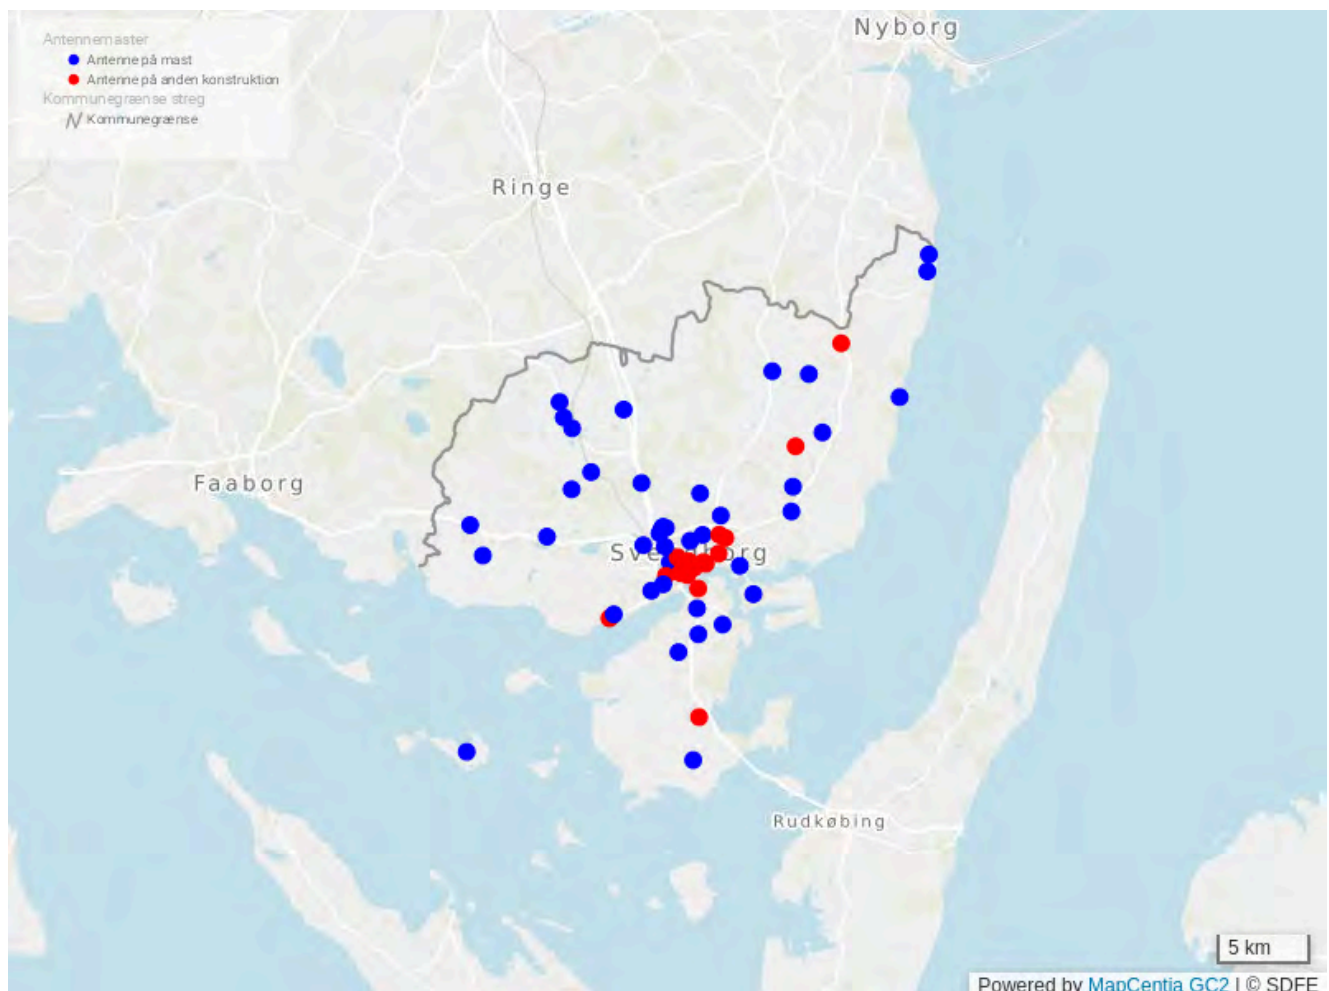 Nyborg
Antennemaster
Antenne på mast
Antenne på anden konstruktion
Kommunegrænse streg
Kommunegrænse
Ringe
Faaborg
Svendborg
Rudkøbing
5 km
Powered by MapCentia GC2 | © SDFE